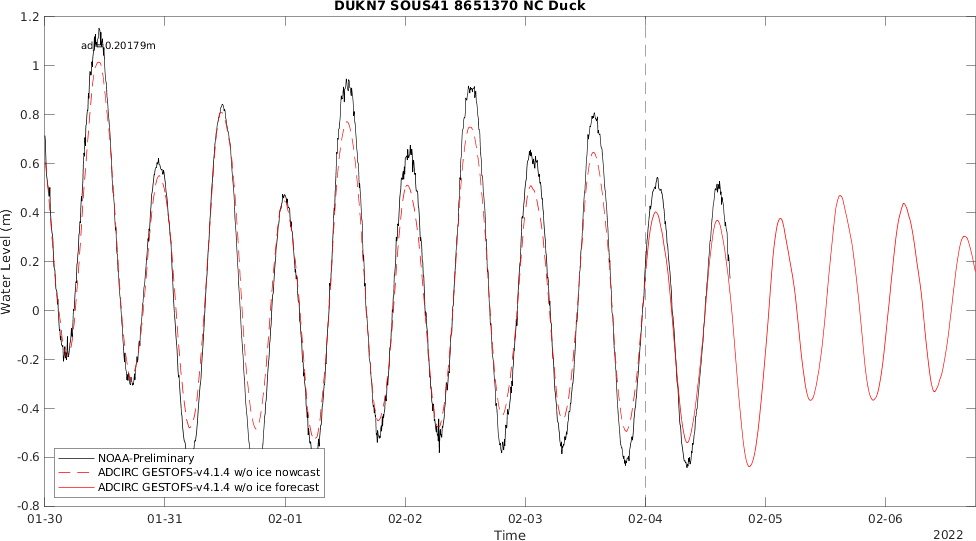 DUKN7 SOUS41 8651370 NC Duck
1.2
1
0.8
0.6
0.4
0.2
0
-0.2
-0.4
-0.6
-0.8
Water Level (m)
0.20179m
NOAA-Preliminary
ADCIRC GESTOFS-v4.1.4 w/o ice nowcast
ADCIRC GESTOFS-v4.1.4 w/o ice forecast
01-30 01-31 02-01 02-02 02-03 02-04 02-05 02-06
Time
2022